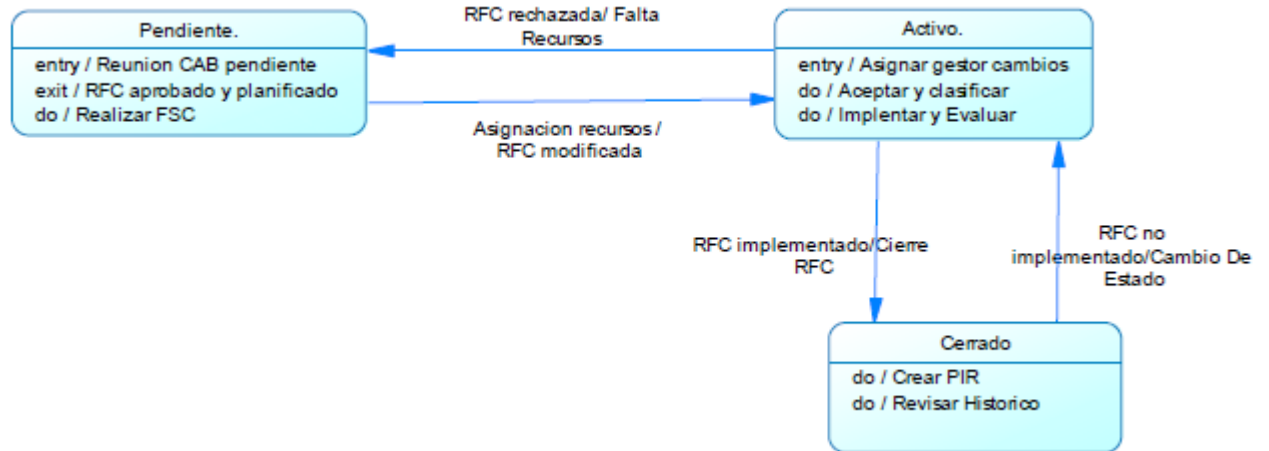 Pendiente.
entry / Reunion CAB pendiente
exit / RFC aprobado y planificado
do / Realizar FSC
RFC rechazada/ Falta
Recursos
Asignacion recursos /
RFC modificada
Activo.
entry / Asignar gestor cambios
do / Aceptar y clasificar
do / Implentar y Evaluar
RFC implementado/Cierre
RFC
RFC no
implementado/Cambio De
Estado
Cerrado
do / Crear PIR
do / Revisar Historico